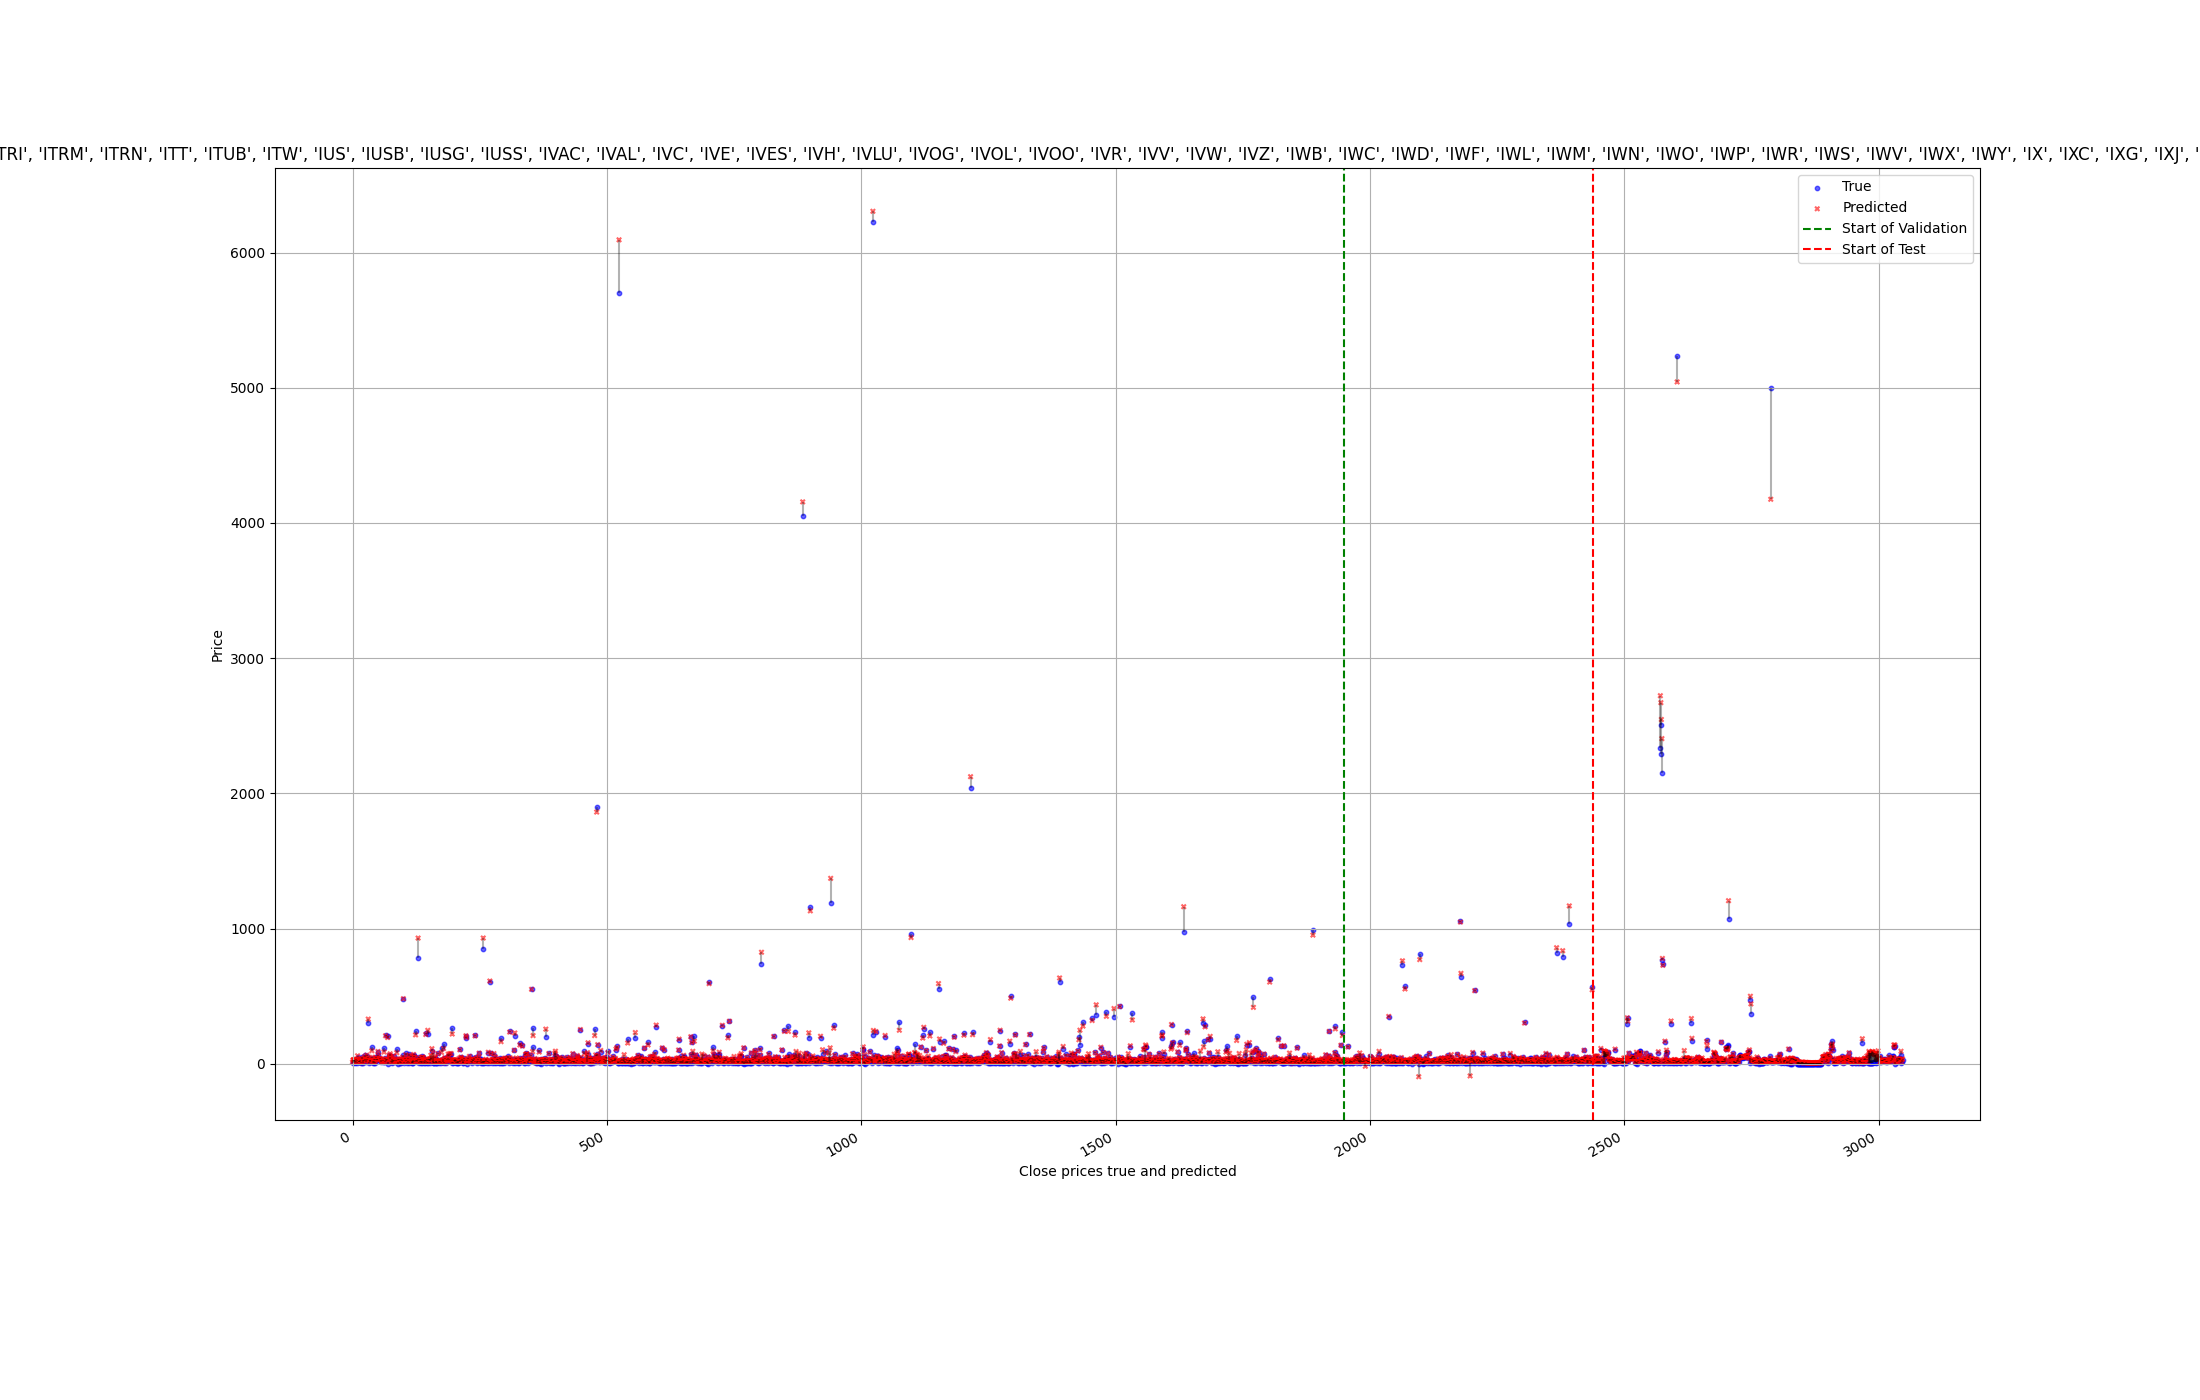 TRI', 'ITRM', 'ITRN', 'ITT', 'ITUB', 'ITW', 'IUS', 'IUSB', 'IUSG', 'IUSS', 'IVAC', 'IVAL', 'IVC', 'IVE', 'IVES', 'IVH', 'IVLU', 'IVOG', 'IVOL', 'IVOO', 'IVR', 'IVV', 'IVW', 'IVZ', 'IWB', 'IWC', 'IWD', 'IWF', 'IWL', 'IWM', 'IWN', 'IWO', 'IWP', 'IWR', 'IWS', 'IWV', 'IWX', 'IWY', 'IX', 'IXC', 'IXG', 'IXJ', '
True
Predicted
Start of Validation
Start of Test
6000
5000
4000
3000
2000
1000
0
Price
0 500 1000 1500 2000 2500 3000
Close prices true and predicted